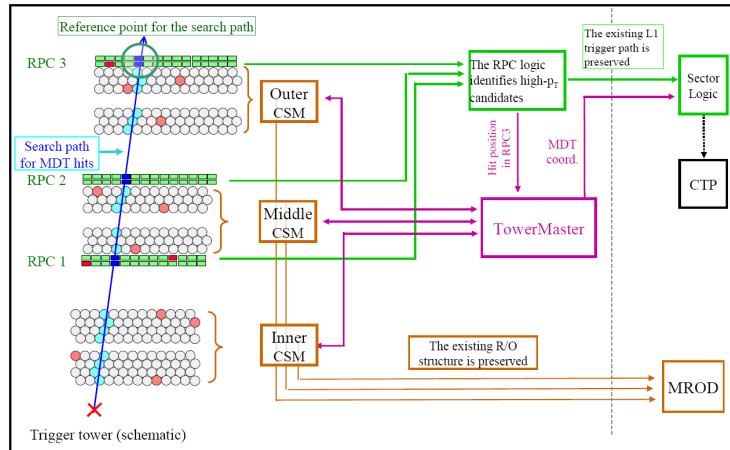 Reference point for the search path
RPC 3
Outer
CSM
The RPC logic
identifies high-pT
candidates
The existing L1
trigger path is
preserved
Sector
Logic
Search path
for MDT hits
Hit position
in RPC3
MDT
coord.
CTP
RPC 2
Middle
CSM
TowerMaster
RPC 1
Inner
CSM
The existing R/O
structure is preserved
MROD
Trigger tower (schematic)